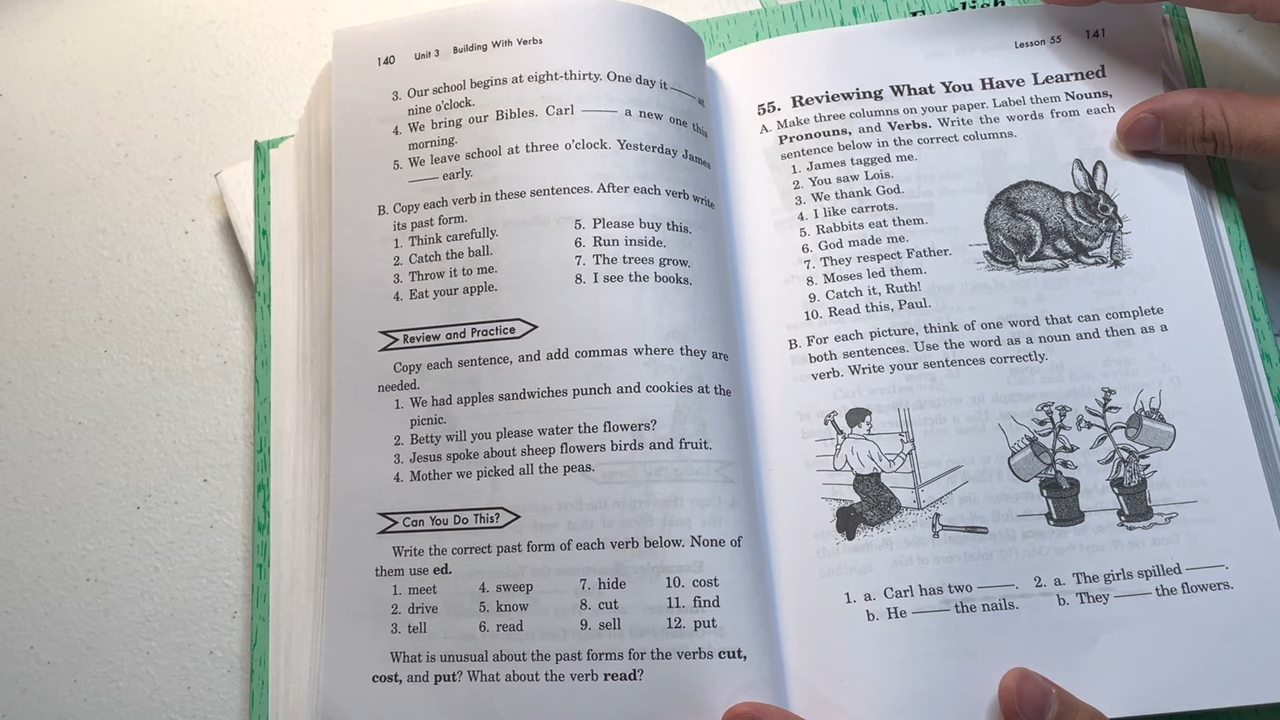 English
140 Unit 3 Building With Verbs
3. Our school begins at eight-thirty. One day it ____ at
nine o'clock.
4. We bring our Bibles. Carl ____ a new one this
morning.
5. We leave school at three o'clock. Yesterday James
____ early.
B. Copy each verb in these sentences. After each verb write
its past form.
1. Think carefully.
2. Catch the ball.
3. Throw it to me.
4. Eat your apple.
5. Please buy this.
6. Run inside.
7. The trees grow.
8. I see the books.
Review and Practice
Copy each sentence, and add commas where they are
needed.
1. We had apples sandwiches punch and cookies at the
picnic.
2. Betty will you please water the flowers?
3. Jesus spoke about sheep flowers birds and fruit.
4. Mother we picked all the peas.
Can You Do This?
Write the correct past form of each verb below. None of
them use ed.
1. meet 4. sweep 7. hide 10. cost
2. drive 5. know 8. cut 11. find
3. tell 6. read 9. sell 12. put
What is unusual about the past forms for the verbs cut,
cost, and put? What about the verb read?
Lesson 55 141
55. Reviewing What You Have Learned
A. Make three columns on your paper. Label them Nouns,
Pronouns, and Verbs. Write the words from each
sentence below in the correct columns.
1. James tagged me.
2. You saw Lois.
3. We thank God.
4. I like carrots.
5. Rabbits eat them.
6. God made me.
7. They respect Father.
8. Moses led them.
9. Catch it, Ruth!
10. Read this, Paul.
B. For each picture, think of one word that can complete
both sentences. Use the word as a noun and then as a
verb. Write your sentences correctly.
1. a. Carl has two ____. 2. a. The girls spilled ____.
b. He ____ the nails. b. They ____ the flowers.